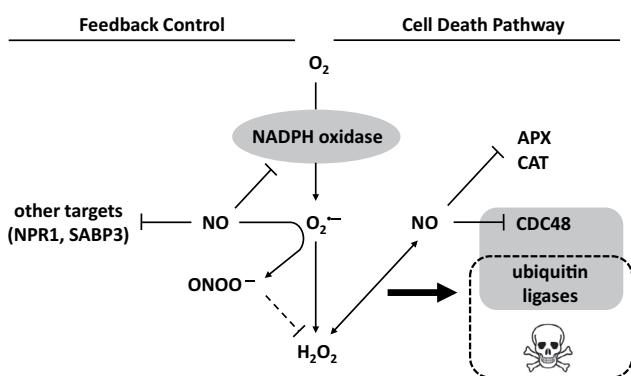 Feedback Control
Cell Death Pathway
O₂
NADPH oxidase
APX
CAT
other targets
(NPR1, SABP3)
NO
O₂•−
NO
CDC48
ONOO−
ubiquitin
ligases
H₂O₂